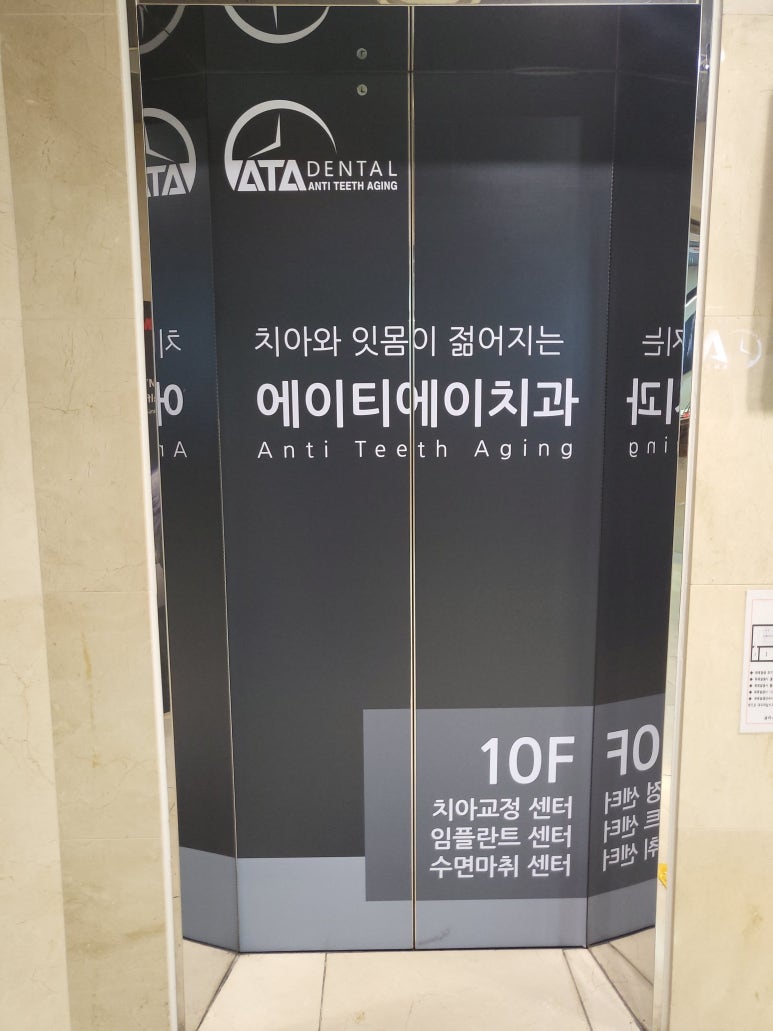 ATA DENTAL
ANTI TEETH AGING
치아와 잇몸이 젊어지는
에이티에이치과
Anti Teeth Aging
10F
치아교정 센터
임플란트 센터
수면마취 센터